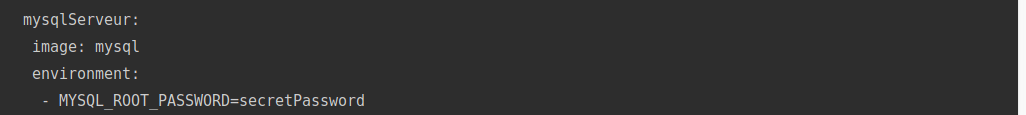 mysqlServeur:
 image: mysql
 environment:
  - MYSQL_ROOT_PASSWORD=secretPassword